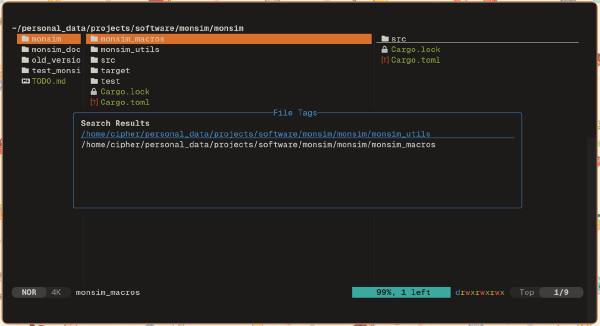 ~/personal_data/projects/software/monsim/monsim
monsim
monsim_doc
old_versio
test_monsi
TODO.md
monsim_macros
monsim_utils
src
target
test
Cargo.lock
Cargo.toml
src
Cargo.lock
Cargo.toml
File Tags
Search Results
/home/cipher/personal_data/projects/software/monsim/monsim/monsim_utils
/home/cipher/personal_data/projects/software/monsim/monsim/monsim_macros
NOR 4K monsim_macros 99%, 1 left drwxrwxrwx Top 1/9